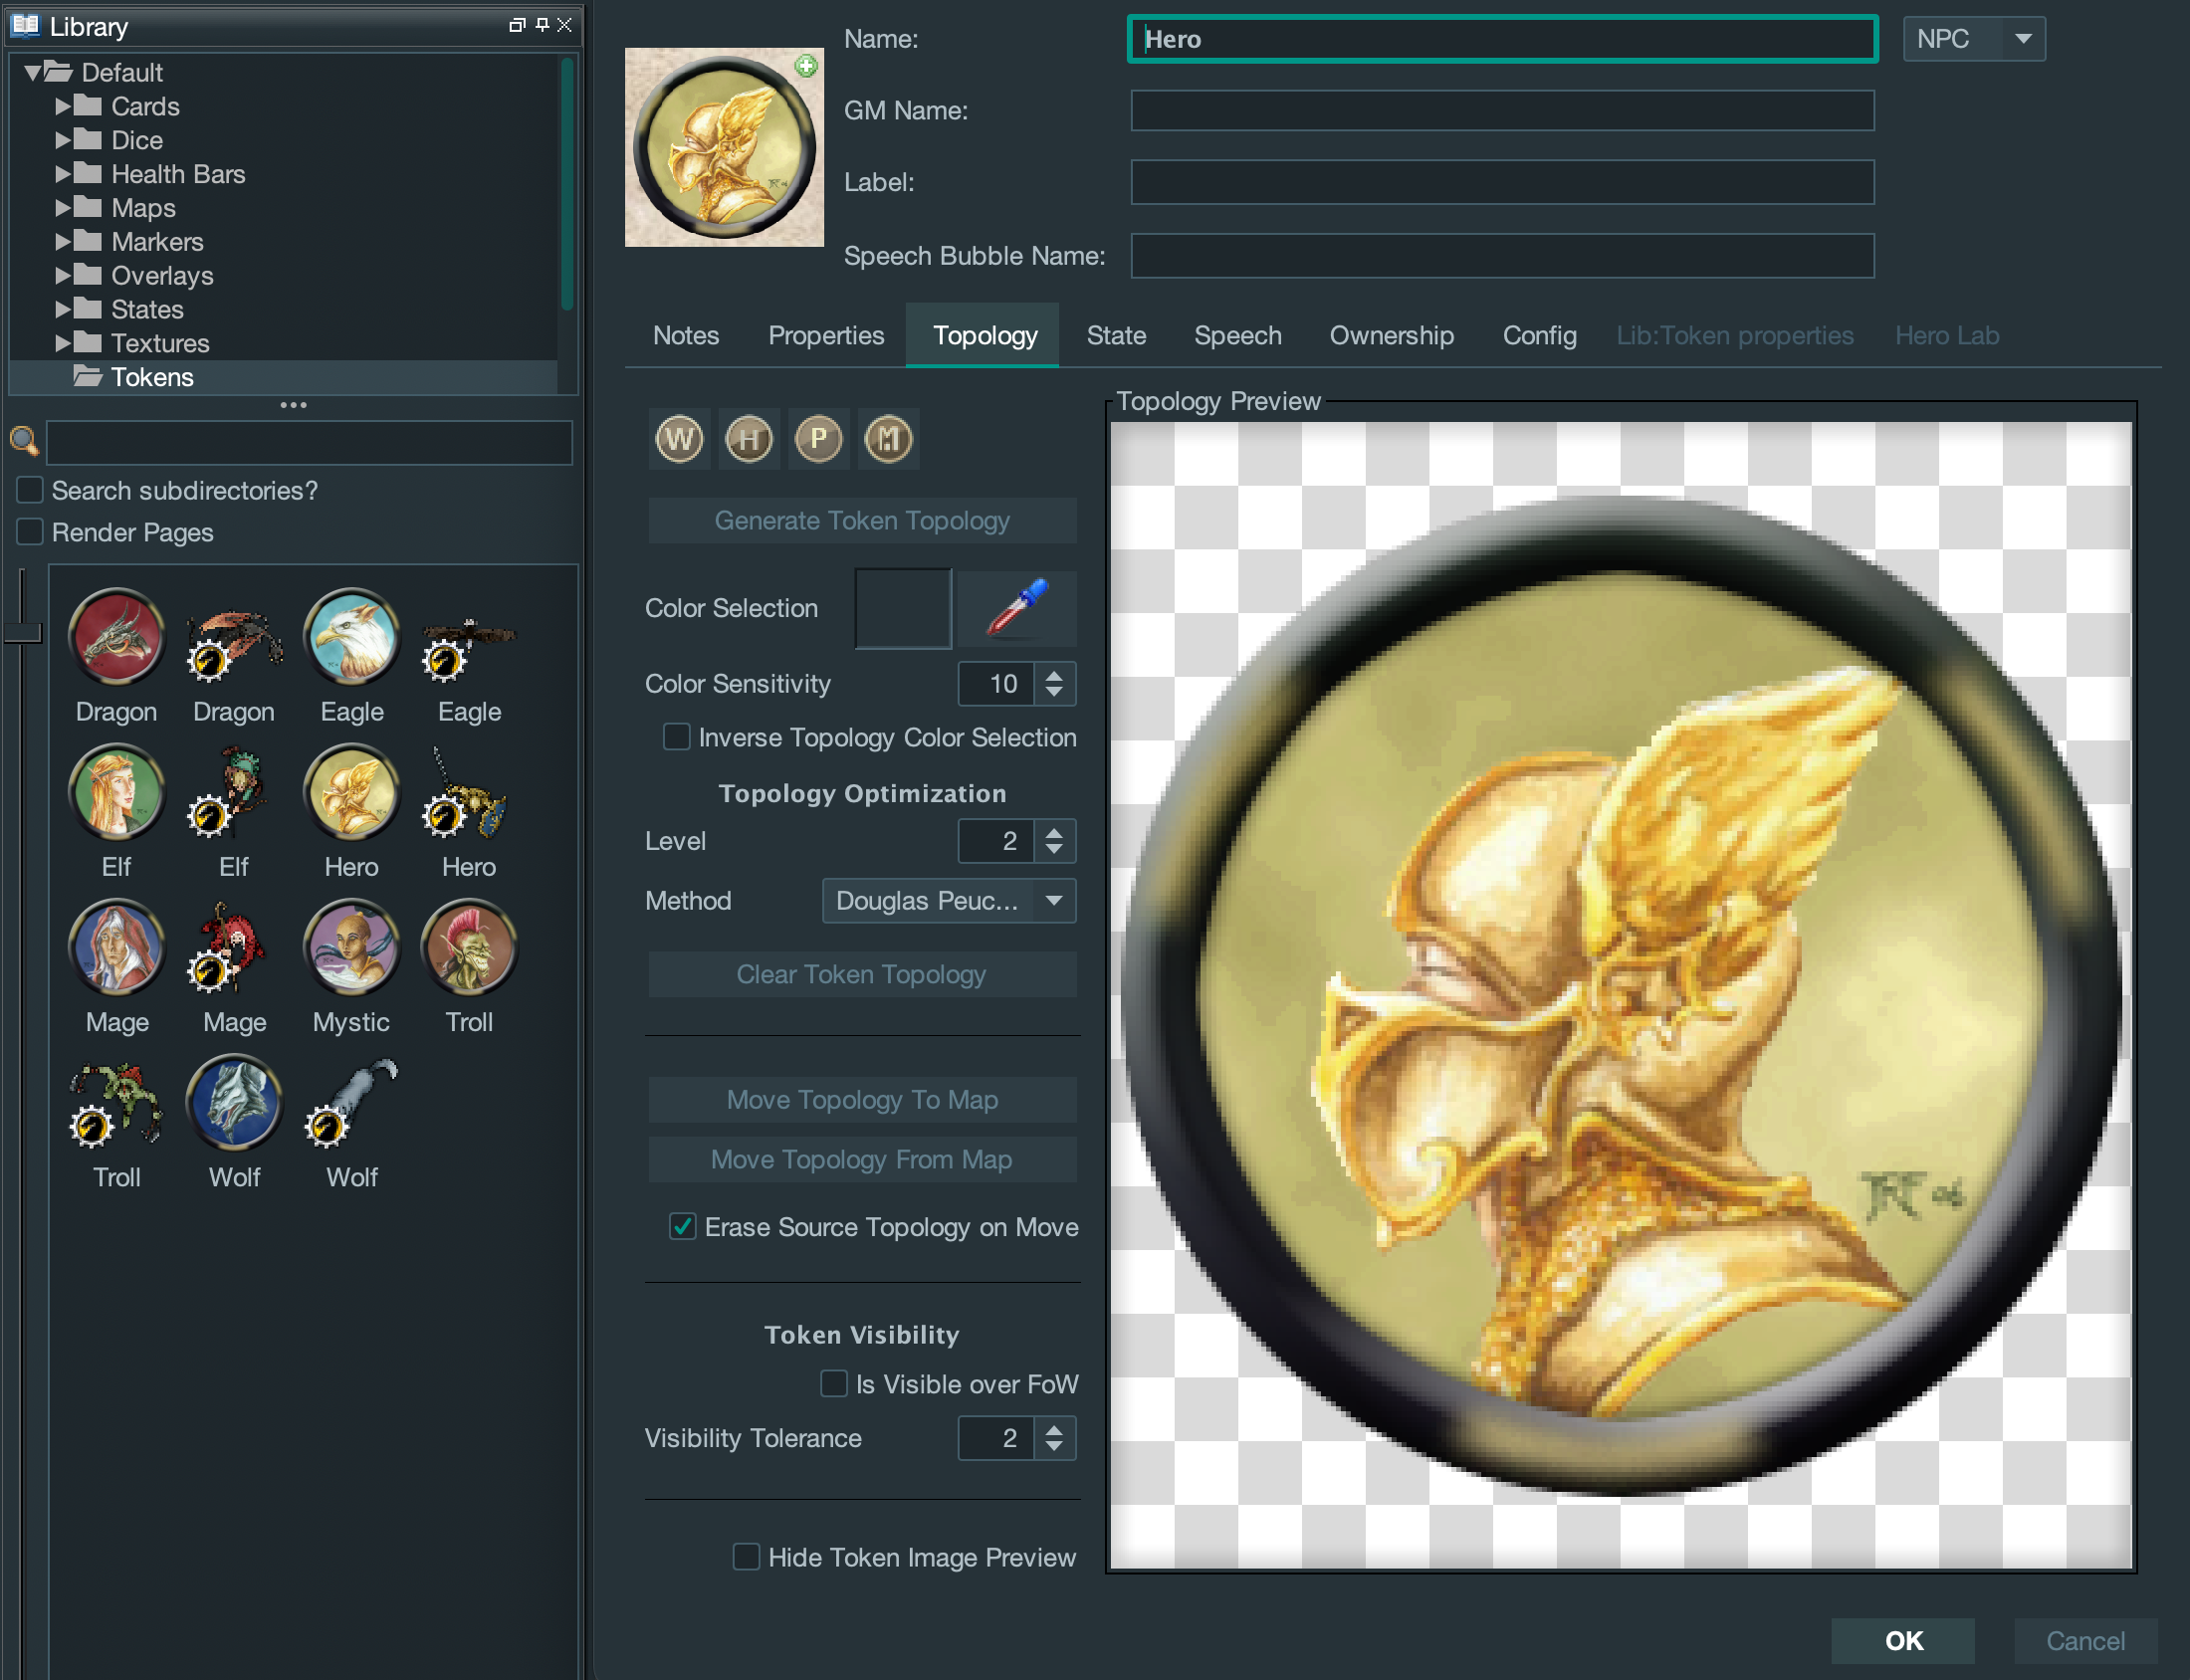 Library
Default
Cards
Dice
Health Bars
Maps
Markers
Overlays
States
Textures
Tokens
Search subdirectories?
Render Pages
Dragon Dragon Eagle Eagle
Elf Elf Hero Hero
Mage Mage Mystic Troll
Troll Wolf Wolf
Name: Hero NPC
GM Name:
Label:
Speech Bubble Name:
Notes Properties Topology State Speech Ownership Config Lib:Token properties Hero Lab
W H P M
Generate Token Topology
Color Selection
Color Sensitivity 10
Inverse Topology Color Selection
Topology Optimization
Level 2
Method Douglas Peuc...
Clear Token Topology
Move Topology To Map
Move Topology From Map
Erase Source Topology on Move
Token Visibility
Is Visible over FoW
Visibility Tolerance 2
Hide Token Image Preview
Topology Preview
06
OK Cancel